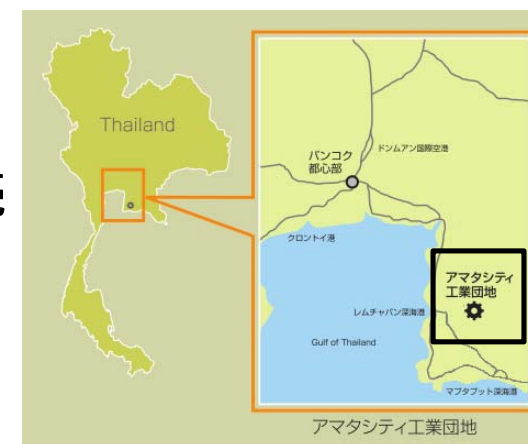 Thailand
バンコク
都心部
ドンムアン国際空港
クロントイ港
アマタシティ
工業団地
レムチャバン深海港
Gulf of Thailand
マプタプット深海港
アマタシティ工業団地